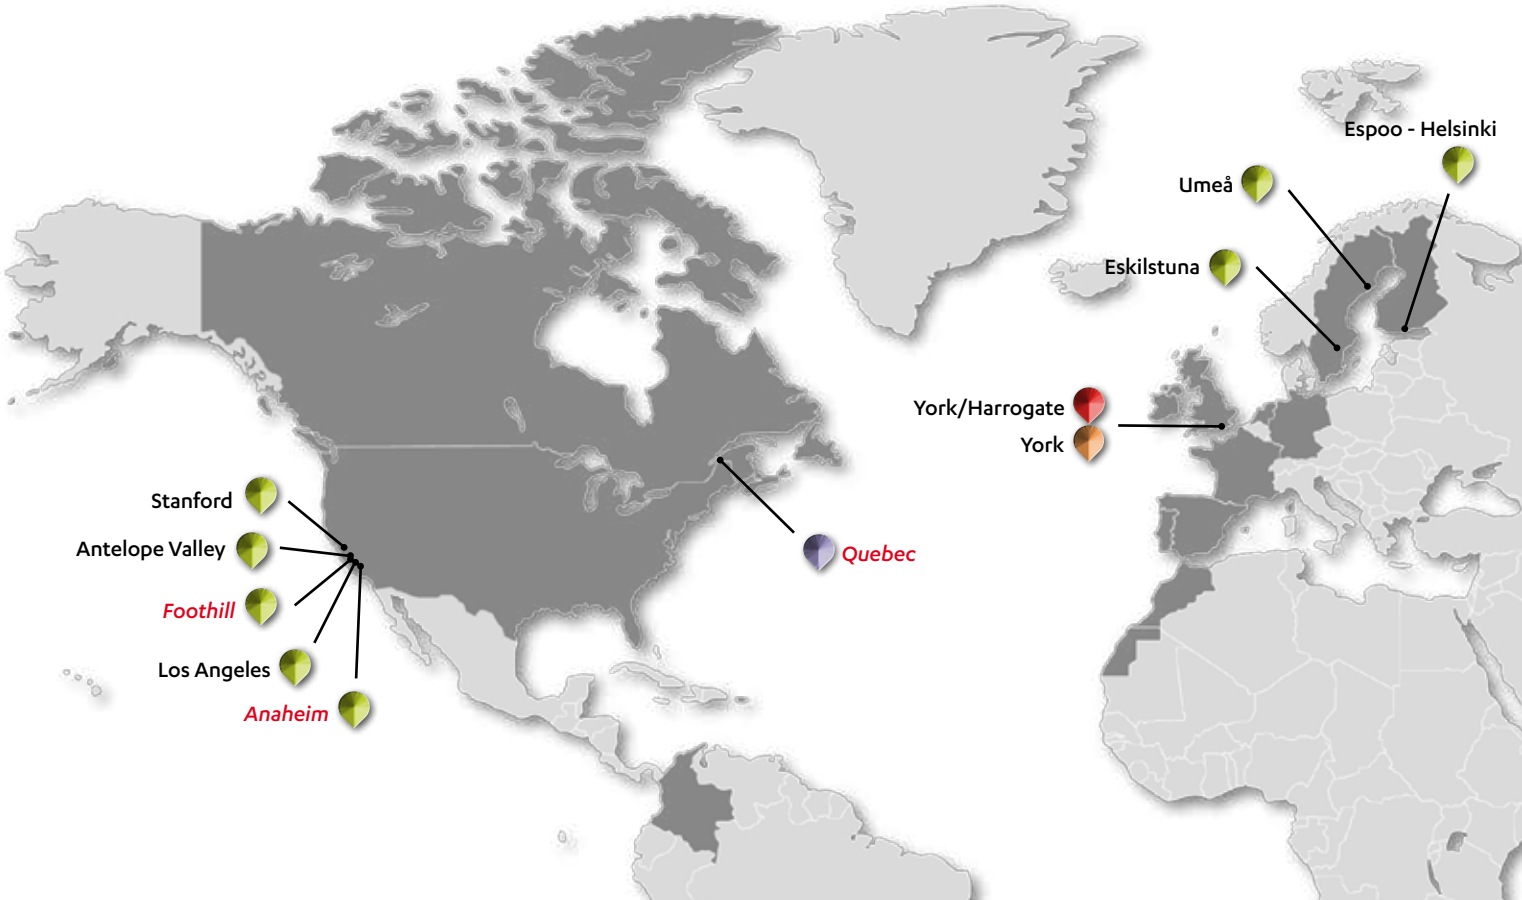 Espoo - Helsinki
Umeå
Eskilstuna
York/Harrogate
York
Stanford
Antelope Valley
Quebec
Foothill
Los Angeles
Anaheim